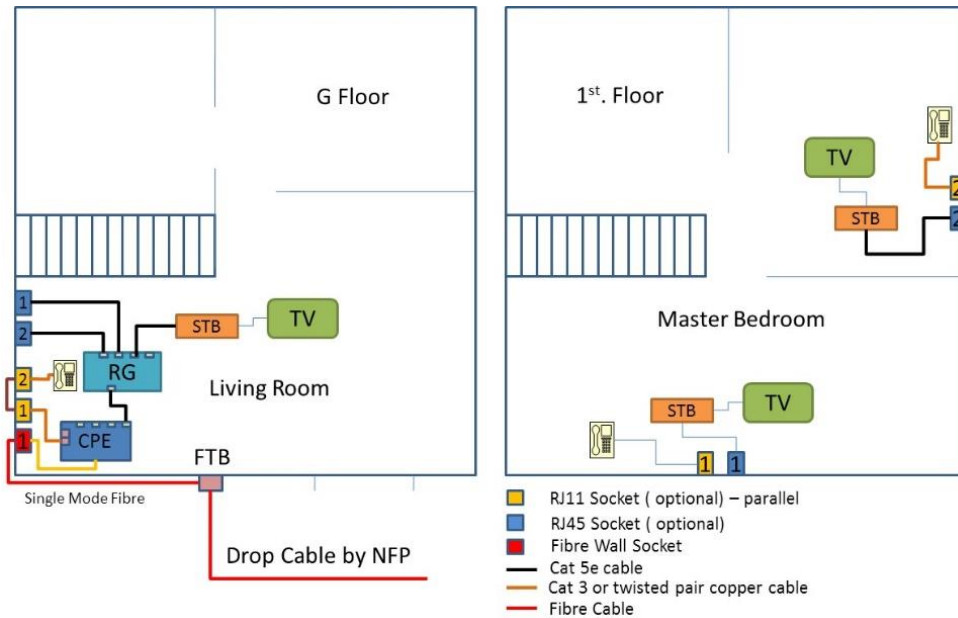 G Floor
1
2
STB
TV
RG
2
1
1
CPE
Living Room
FTB
Single Mode Fibre
Drop Cable by NFP
1st. Floor
TV
2
STB
2
Master Bedroom
TV
STB
1
1
RJ11 Socket ( optional) – parallel
RJ45 Socket ( optional)
Fibre Wall Socket
Cat 5e cable
Cat 3 or twisted pair copper cable
Fibre Cable